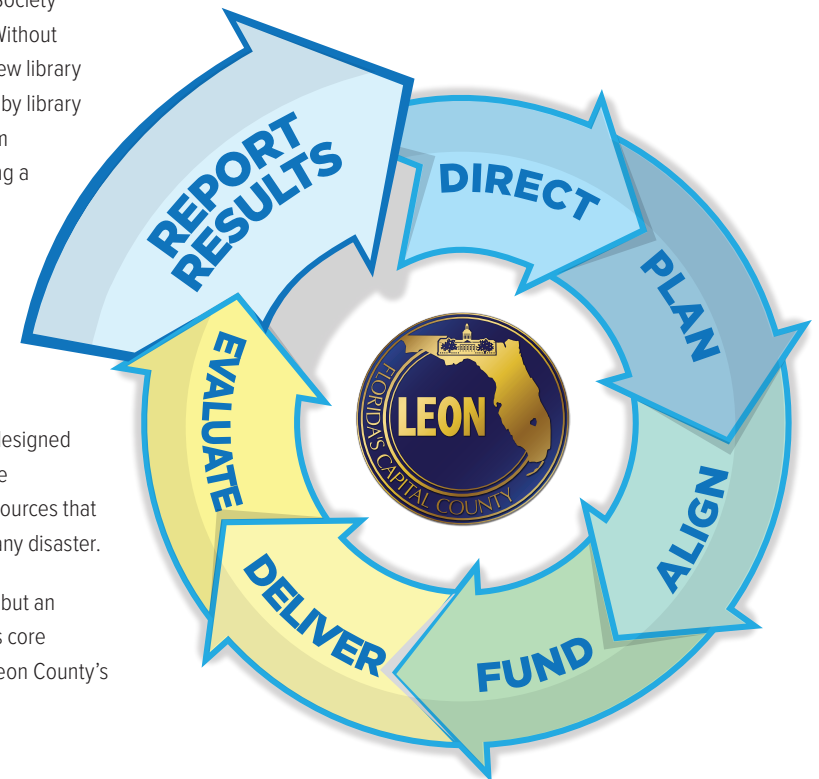 Society
Without
new library
by library
ng a
designed
sources that
any disaster.
but an
s core
eon County's
REPORT
RESULTS
DIRECT
PLAN
ALIGN
FUND
DELIVER
EVALUATE
LEON
FLORIDA'S CAPITAL COUNTY